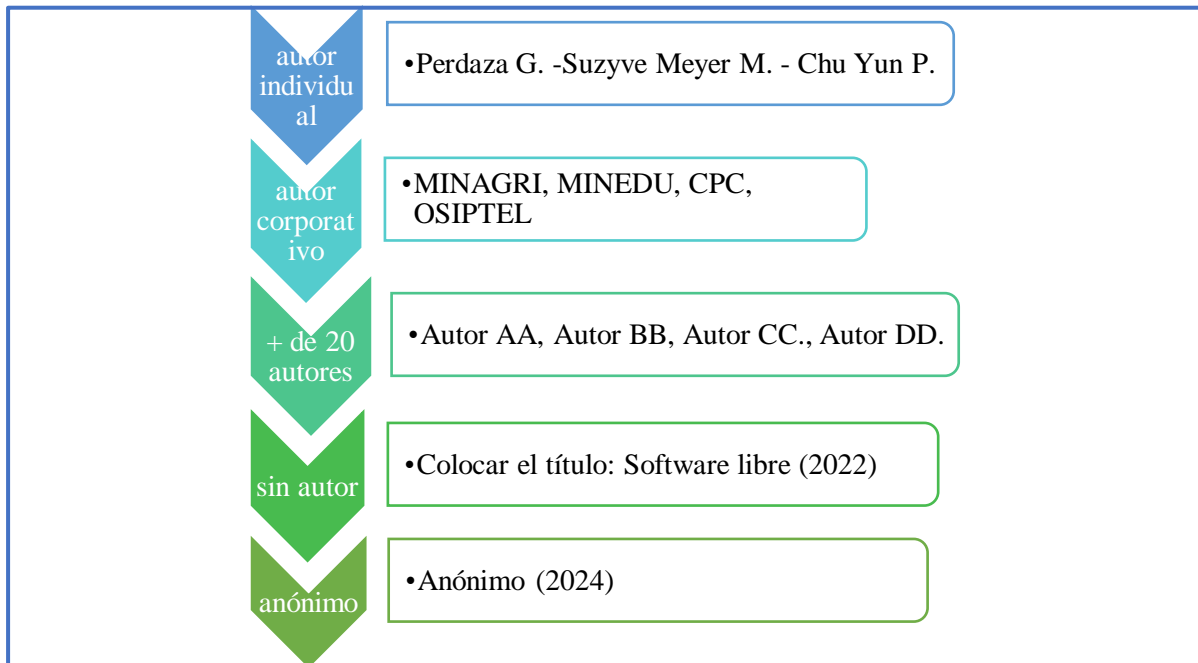 autor
individu
al
•Perdaza G. -Suzyve Meyer M. - Chu Yun P.
autor
corporat
ivo
•MINAGRI, MINEDU, CPC,
OSIPTEL
+ de 20
autores
•Autor AA, Autor BB, Autor CC., Autor DD.
sin autor
•Colocar el título: Software libre (2022)
anónimo
•Anónimo (2024)